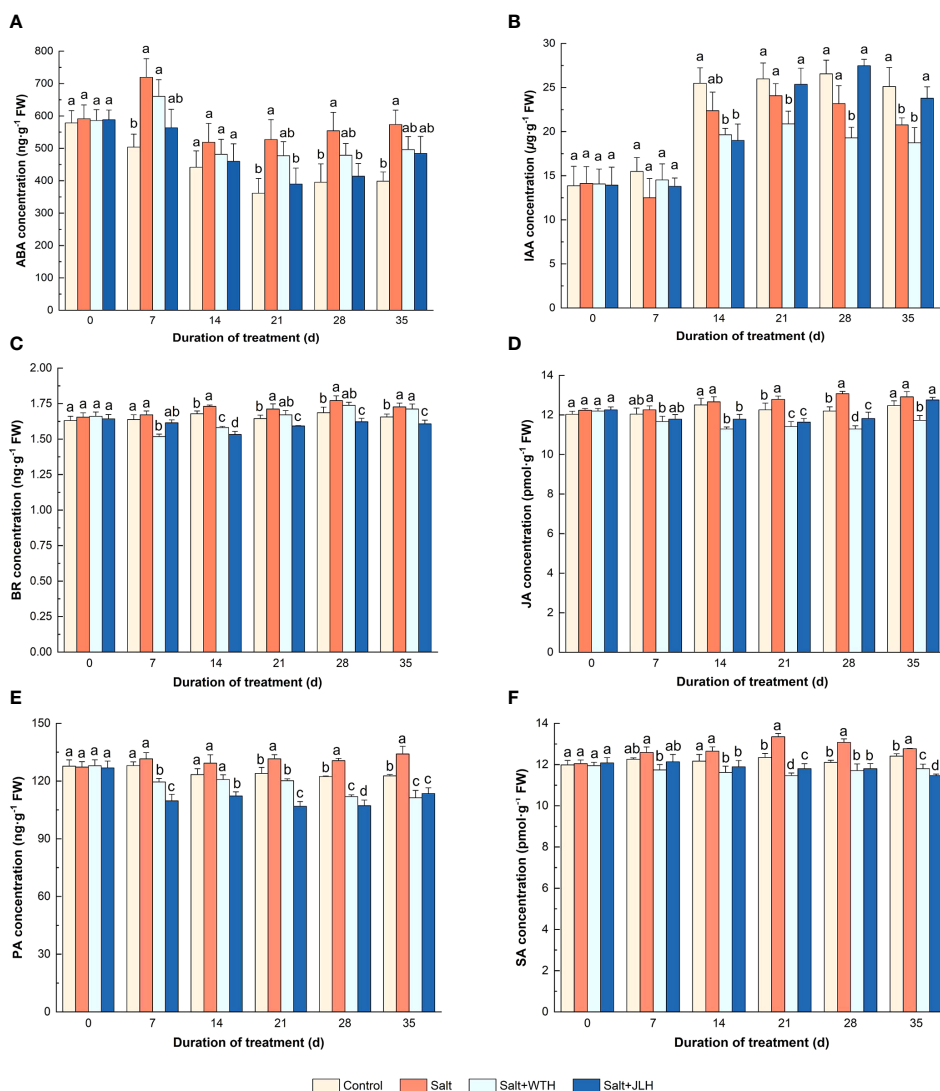 A
ABA concentration (ng·g⁻¹ FW)
800
700
600
500
400
300
200
100
0
a a a a
b a a ab
a a a a
b a ab b
b a ab b
b a ab ab
0 7 14 21 28 35
Duration of treatment (d)
B
IAA concentration (µg·g⁻¹ FW)
30
25
20
15
10
5
0
a a a a
a a a a
a ab b b
a a b a
a a b a
a b b a
0 7 14 21 28 35
Duration of treatment (d)
C
BR concentration (ng·g⁻¹ FW)
2.00
1.75
1.50
1.25
1.00
0.75
0.50
0.25
0.00
a a a a
a a b ab
b a c d
b a ab c
b a ab c
b a a c
0 7 14 21 28 35
Duration of treatment (d)
D
JA concentration (pmol·g⁻¹ FW)
14
12
10
8
6
4
2
0
a a a a
ab a b ab
a a b b
b a c c
b a d c
a a b a
0 7 14 21 28 35
Duration of treatment (d)
E
PA concentration (ng·g⁻¹ FW)
150
120
90
60
30
0
a a a a
a a b c
a a a b
b a b c
b a c d
b a c c
0 7 14 21 28 35
Duration of treatment (d)
F
SA concentration (pmol·g⁻¹ FW)
14
12
10
8
6
4
2
0
a a a a
ab a b ab
a a b b
b a d c
b a c c
b a c d
0 7 14 21 28 35
Duration of treatment (d)
Control Salt Salt+WTH Salt+JLH